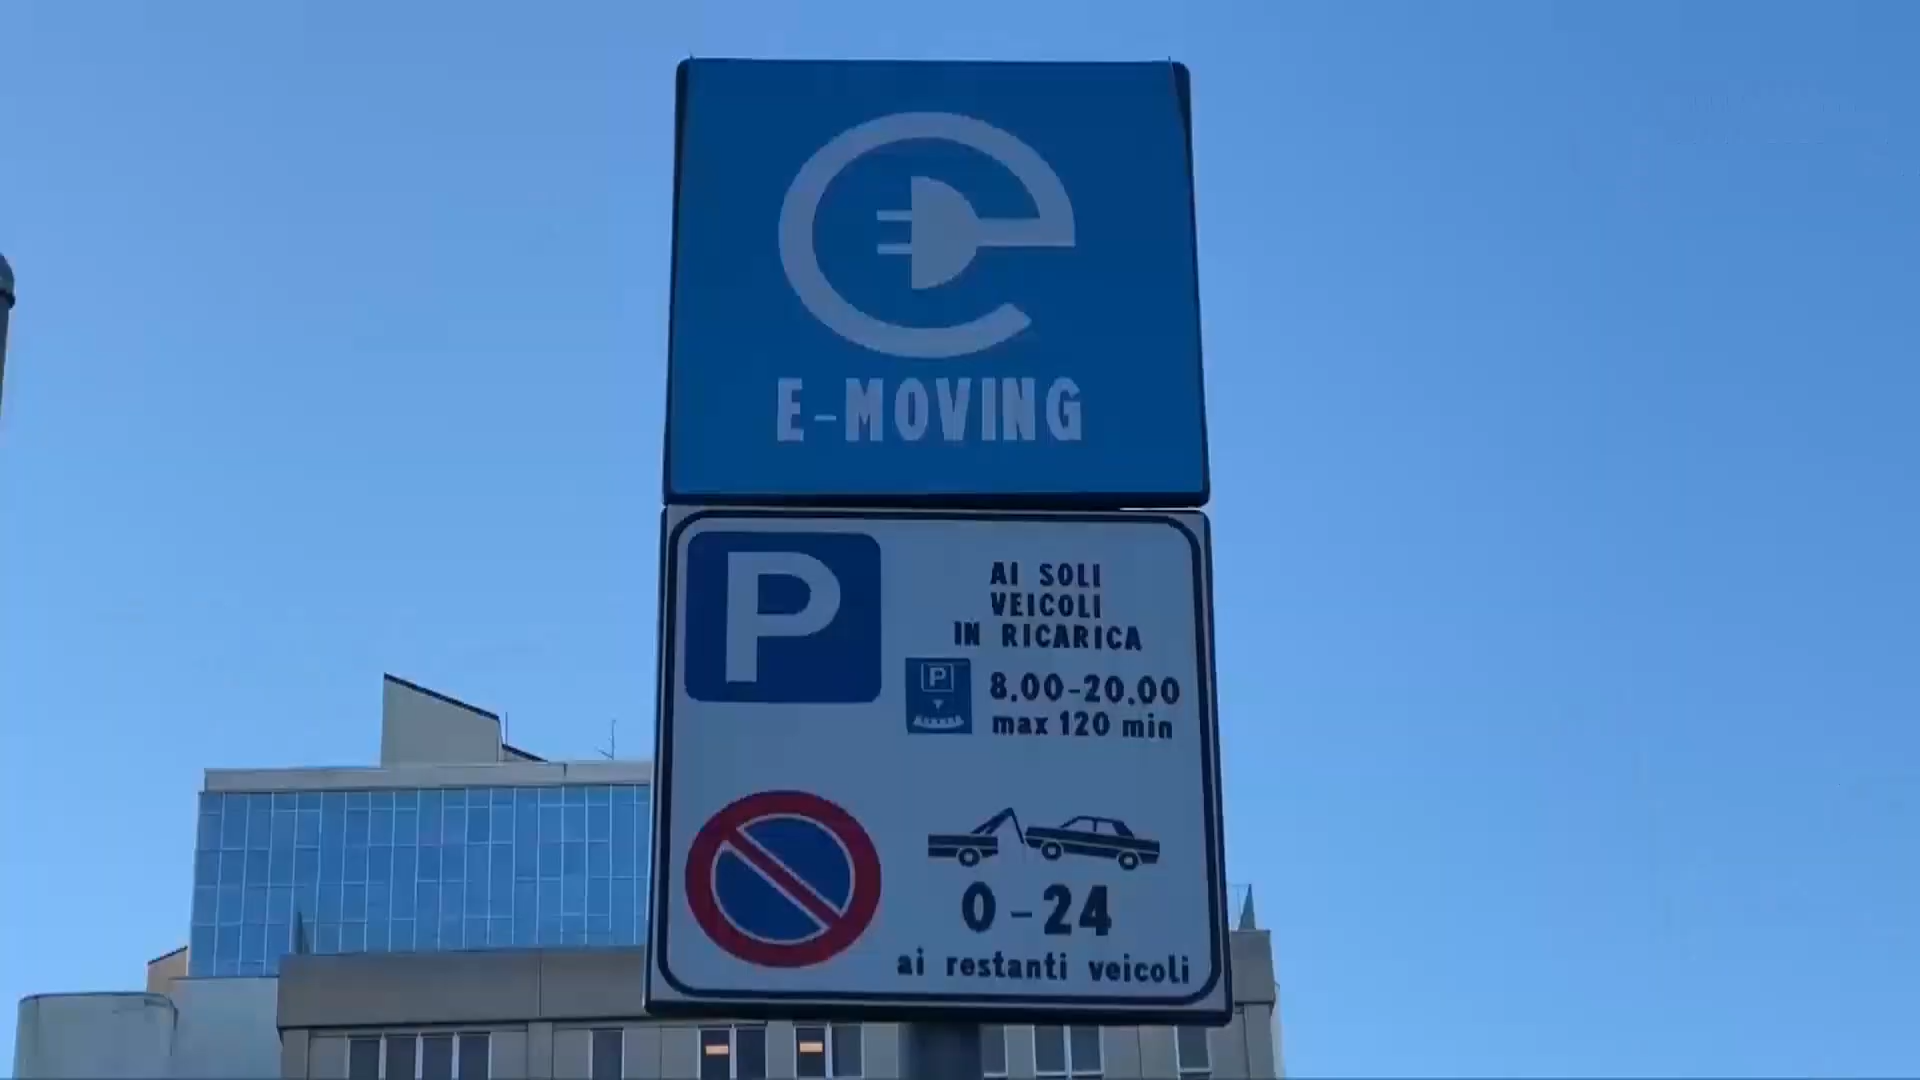 E-MOVING
P
AI SOLI
VEICOLI
IN RICARICA
P
8.00-20.00
max 120 min
0-24
ai restanti veicoli